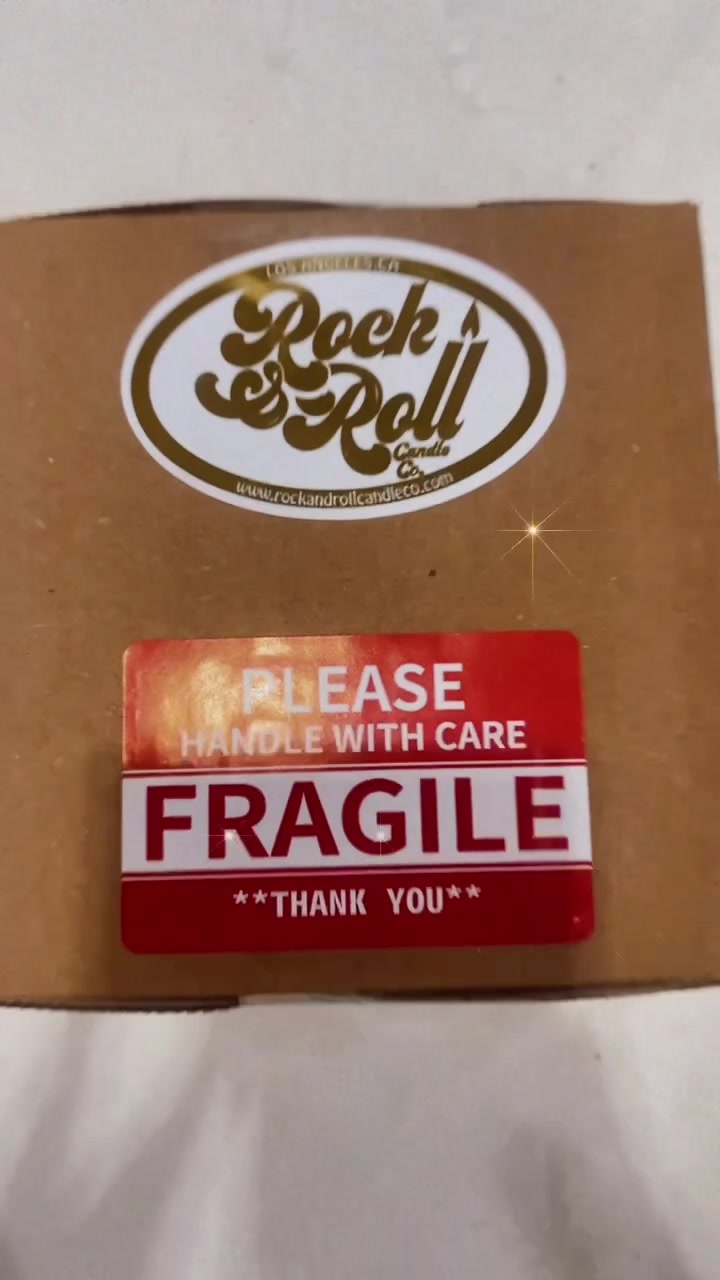 LOS ANGELES, CA
Rock
& Roll
Candle
Co.
www.rockandrollcandleco.com
PLEASE
HANDLE WITH CARE
FRAGILE
**THANK YOU**